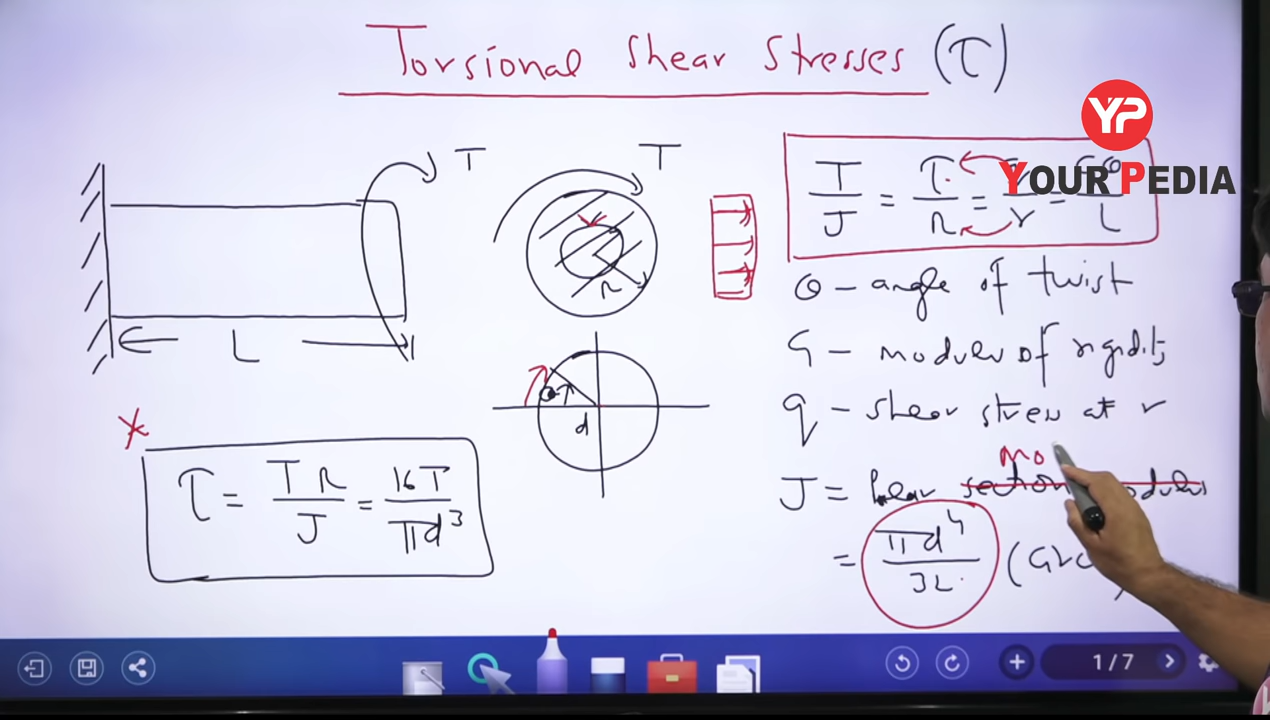 Torsional Shear Stresses (τ)
YP
YOUR PEDIA
T
T
T/J = τ/R = q/r = Gθ/L
R
L
θ - angle of twist
G - modulus of rigidity
θ
d
q - shear stress at r
Mo
J = Polar section modulus
= πd⁴/32
τ = TR/J = 16T/πd³
1/7